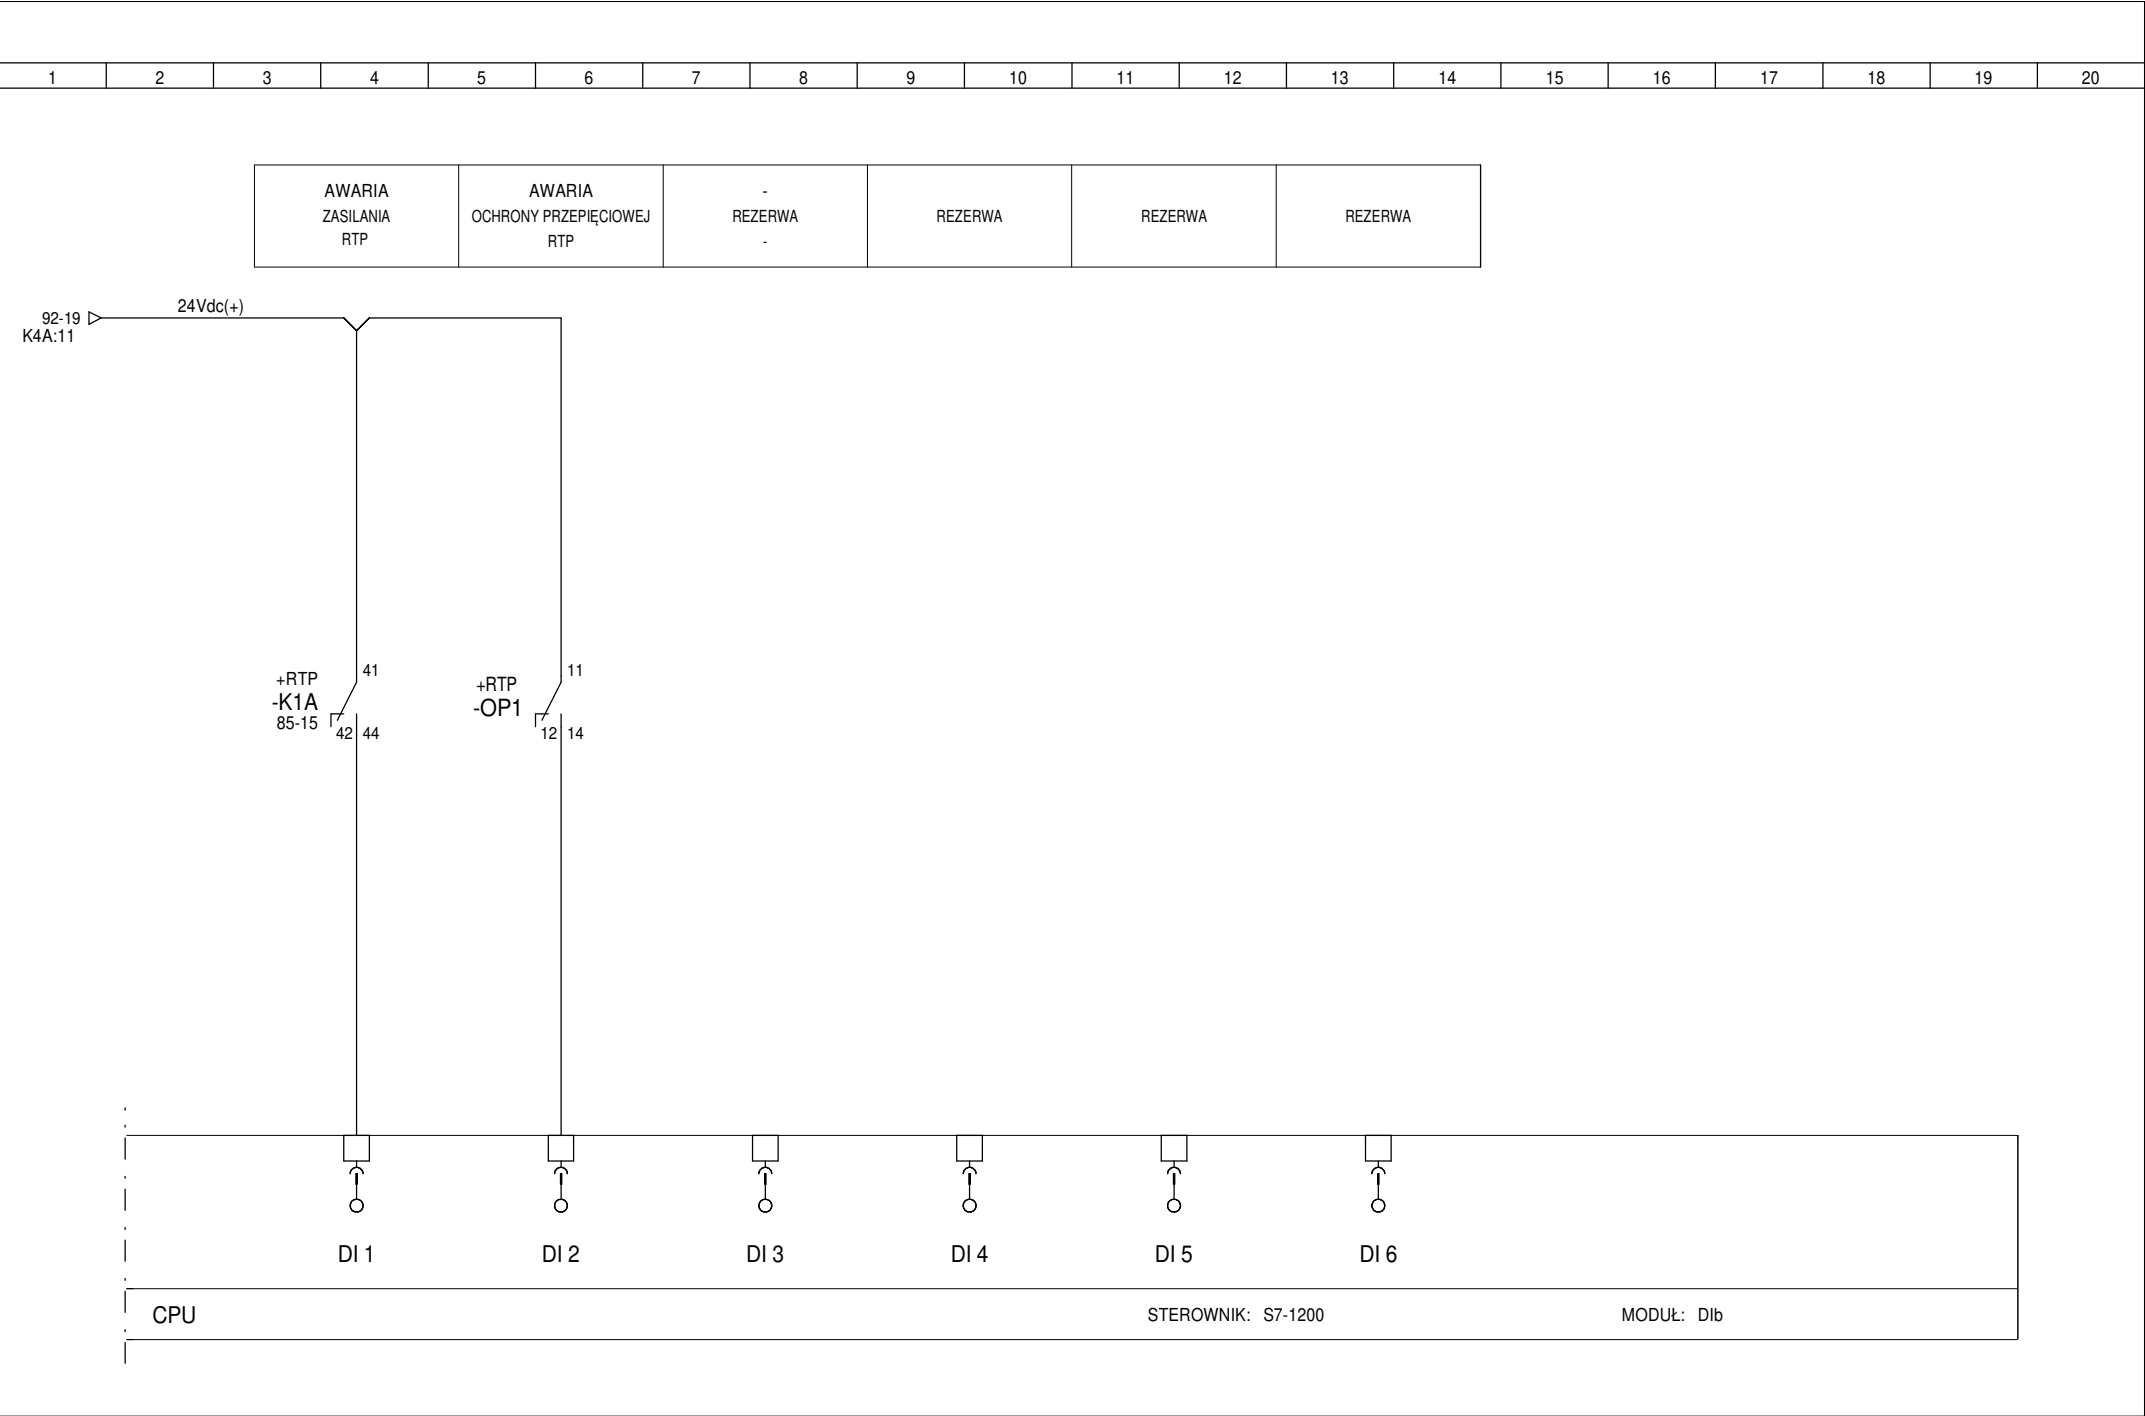 1 2 3 4 5 6 7 8 9 10 11 12 13 14 15 16 17 18 19 20
AWARIA
ZASILANIA
RTP
AWARIA
OCHRONY PRZEPIĘCIOWEJ
RTP
-
REZERWA
-
REZERWA
REZERWA
REZERWA
92-19
K4A:11
24Vdc(+)
+RTP
-K1A
85-15
41
42 44
+RTP
-OP1
11
12 14
DI 1 DI 2 DI 3 DI 4 DI 5 DI 6
CPU STEROWNIK: S7-1200 MODUŁ: DIb